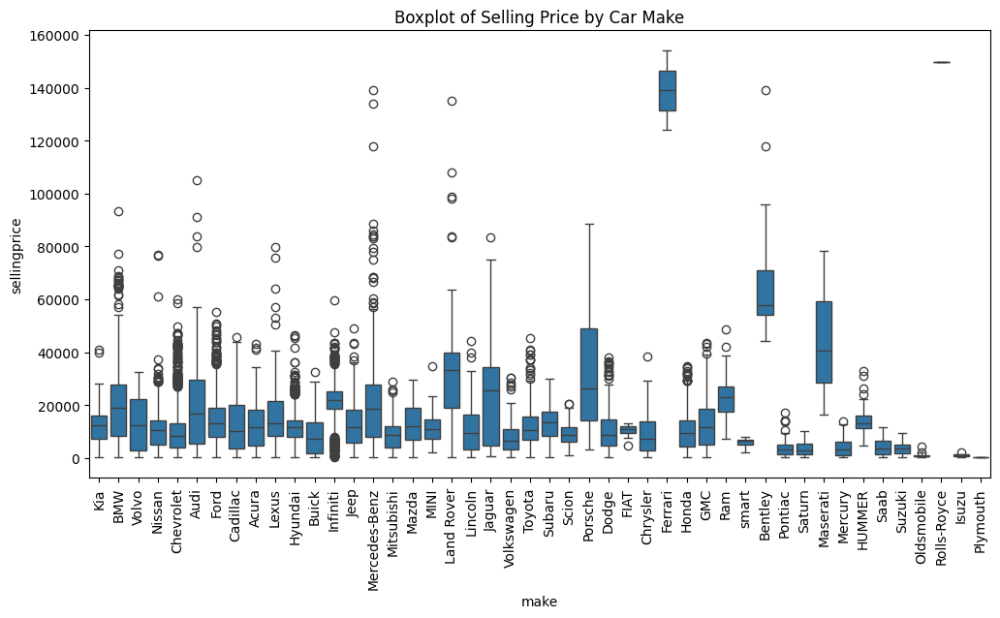 Boxplot of Selling Price by Car Make
sellingprice
160000
140000
120000
100000
80000
60000
40000
20000
0
Kia
BMW
Volvo
Nissan
Chevrolet
Audi
Ford
Cadillac
Acura
Lexus
Hyundai
Buick
Infiniti
Jeep
Mercedes-Benz
Mitsubishi
Mazda
MINI
Land Rover
Lincoln
Jaguar
Volkswagen
Toyota
Subaru
Scion
Porsche
Dodge
FIAT
Chrysler
Ferrari
Honda
GMC
Ram
smart
Bentley
Pontiac
Saturn
Maserati
Mercury
HUMMER
Saab
Suzuki
Oldsmobile
Rolls-Royce
Isuzu
Plymouth
make